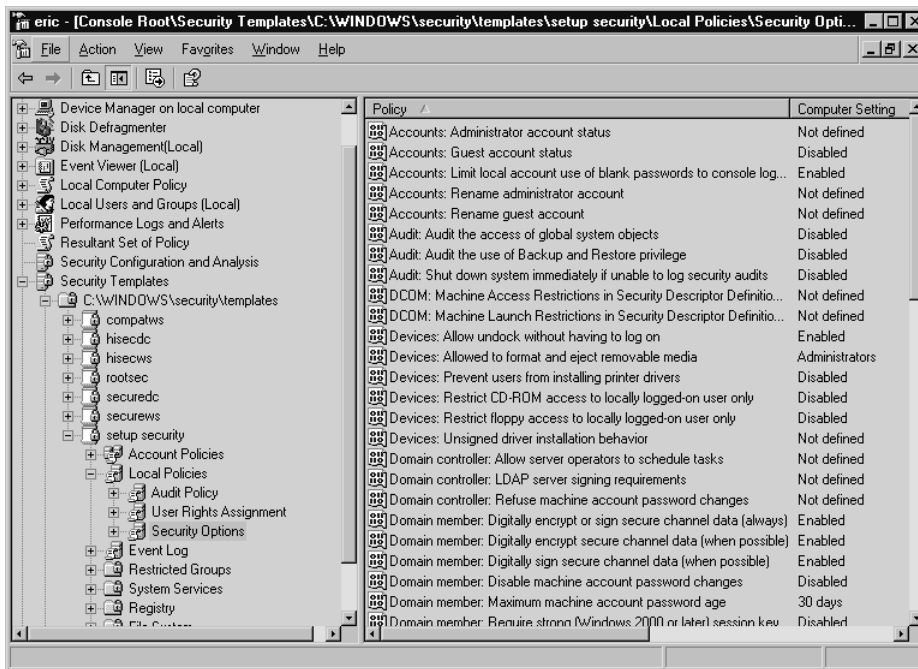 eric - [Console Root\Security Templates\C:\WINDOWS\security\templates\setup security\Local Policies\Security Opti...
File Action View Favorites Window Help
Device Manager on local computer
Disk Defragmenter
Disk Management(Local)
Event Viewer (Local)
Local Computer Policy
Local Users and Groups (Local)
Performance Logs and Alerts
Resultant Set of Policy
Security Configuration and Analysis
Security Templates
C:\WINDOWS\security\templates
compatws
hisecdc
hisecws
rootsec
securedc
securews
setup security
Account Policies
Local Policies
Audit Policy
User Rights Assignment
Security Options
Event Log
Restricted Groups
System Services
Registry
File System
Policy Computer Setting
Accounts: Administrator account status Not defined
Accounts: Guest account status Disabled
Accounts: Limit local account use of blank passwords to console log... Enabled
Accounts: Rename administrator account Not defined
Accounts: Rename guest account Not defined
Audit: Audit the access of global system objects Disabled
Audit: Audit the use of Backup and Restore privilege Disabled
Audit: Shut down system immediately if unable to log security audits Disabled
DCOM: Machine Access Restrictions in Security Descriptor Definitio... Not defined
DCOM: Machine Launch Restrictions in Security Descriptor Definitio... Not defined
Devices: Allow undock without having to log on Enabled
Devices: Allowed to format and eject removable media Administrators
Devices: Prevent users from installing printer drivers Disabled
Devices: Restrict CD-ROM access to locally logged-on user only Disabled
Devices: Restrict floppy access to locally logged-on user only Disabled
Devices: Unsigned driver installation behavior Not defined
Domain controller: Allow server operators to schedule tasks Not defined
Domain controller: LDAP server signing requirements Not defined
Domain controller: Refuse machine account password changes Not defined
Domain member: Digitally encrypt or sign secure channel data (always) Enabled
Domain member: Digitally encrypt secure channel data (when possible) Enabled
Domain member: Digitally sign secure channel data (when possible) Enabled
Domain member: Disable machine account password changes Disabled
Domain member: Maximum machine account password age 30 days
Domain member: Require strong (Windows 2000 or later) session key Disabled